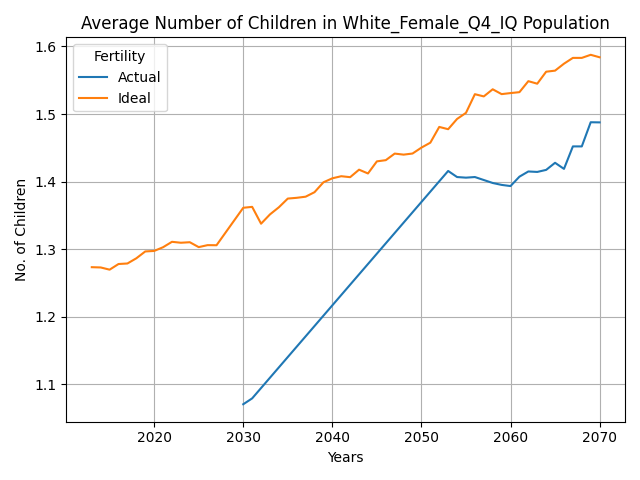 Average Number of Children in White_Female_Q4_IQ Population
Fertility
Actual
Ideal
No. of Children
1.6
1.5
1.4
1.3
1.2
1.1
2020 2030 2040 2050 2060 2070
Years